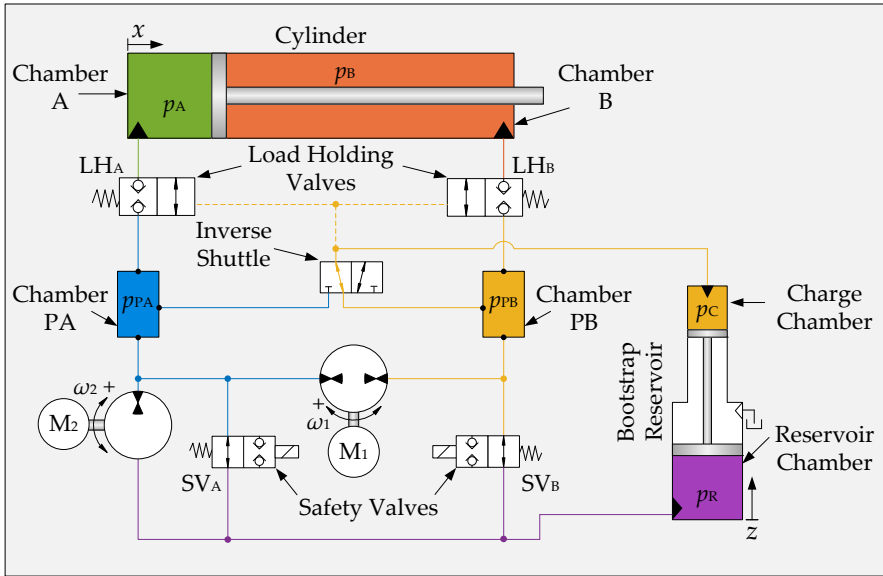 x
Cylinder
Chamber
A
pA
pB
Chamber
B
LHA
Load Holding
Valves
LHB
Inverse
Shuttle
Chamber
PA
pPA
pPB
Chamber
PB
pC
Charge
Chamber
Bootstrap
Reservoir
ω2 +
M2
+
ω1
M1
SVA
Safety Valves
SVB
Reservoir
Chamber
pR
z